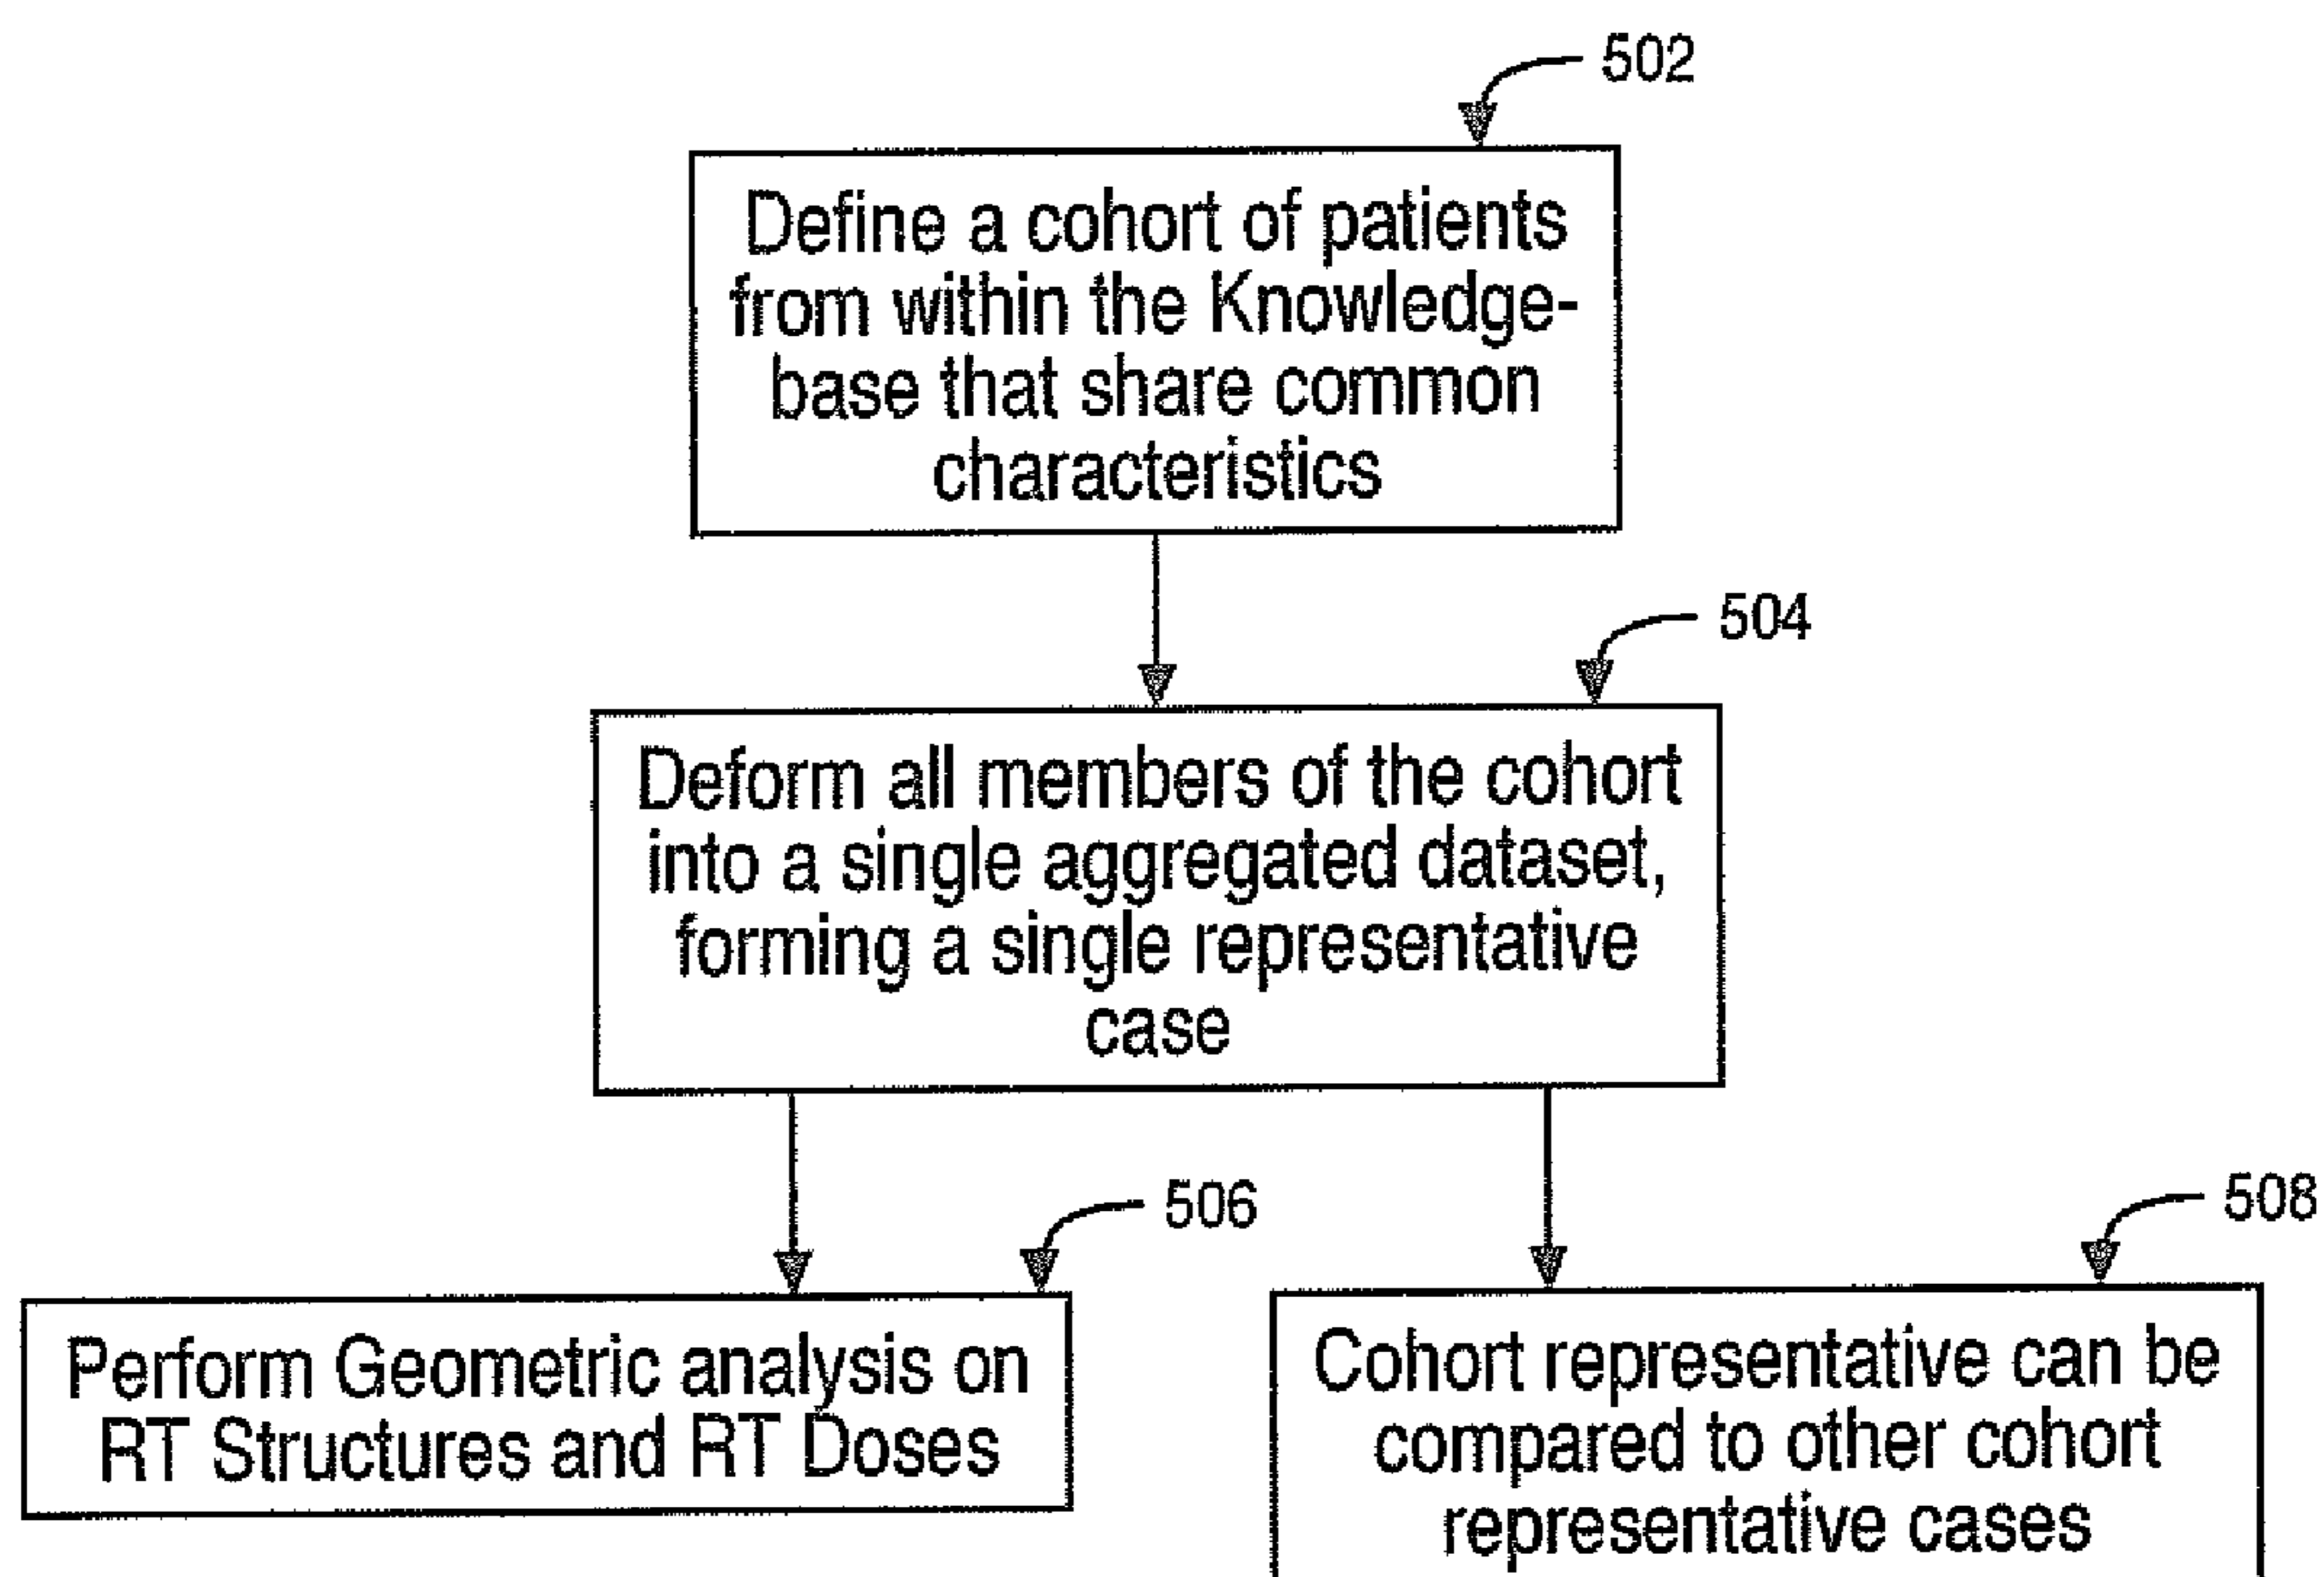 502
Define a cohort of patients
from within the Knowledge-
base that share common
characteristics
504
Deform all members of the cohort
into a single aggregated dataset,
forming a single representative
case
506
Perform Geometric analysis on
RT Structures and RT Doses
508
Cohort representative can be
compared to other cohort
representative cases